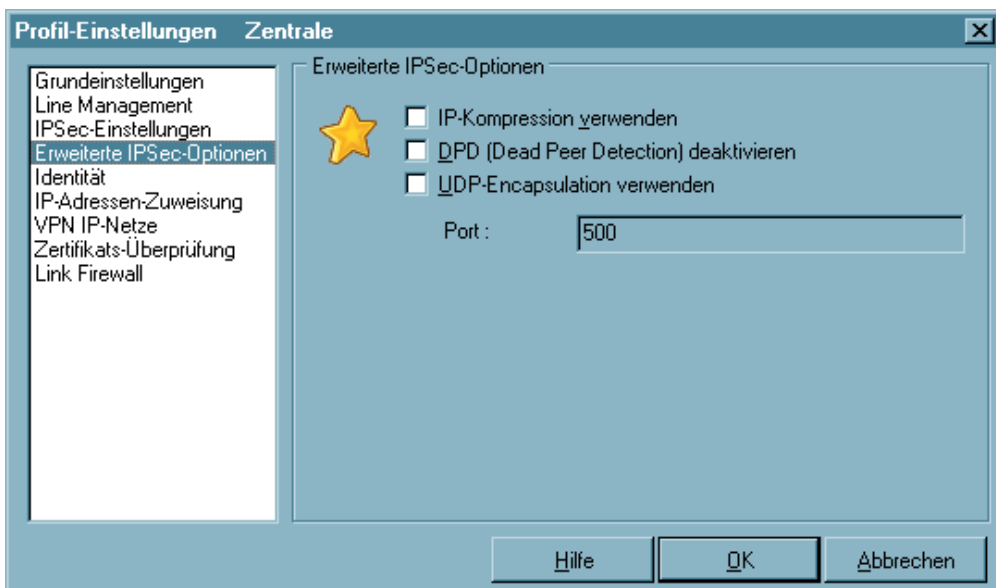 Profil-Einstellungen Zentrale
Grundeinstellungen
Line Management
IPSec-Einstellungen
Erweiterte IPSec-Optionen
Identität
IP-Adressen-Zuweisung
VPN IP-Netze
Zertifikats-Überprüfung
Link Firewall
Erweiterte IPSec-Optionen
IP-Kompression verwenden
DPD (Dead Peer Detection) deaktivieren
UDP-Encapsulation verwenden
Port : 500
Hilfe OK Abbrechen